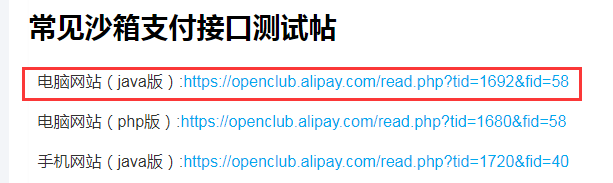 常见沙箱支付接口测试帖
电脑网站（java版）:https://openclub.alipay.com/read.php?tid=1692&fid=58
电脑网站（php版）:https://openclub.alipay.com/read.php?tid=1680&fid=58
手机网站（java版）:https://openclub.alipay.com/read.php?tid=1720&fid=40